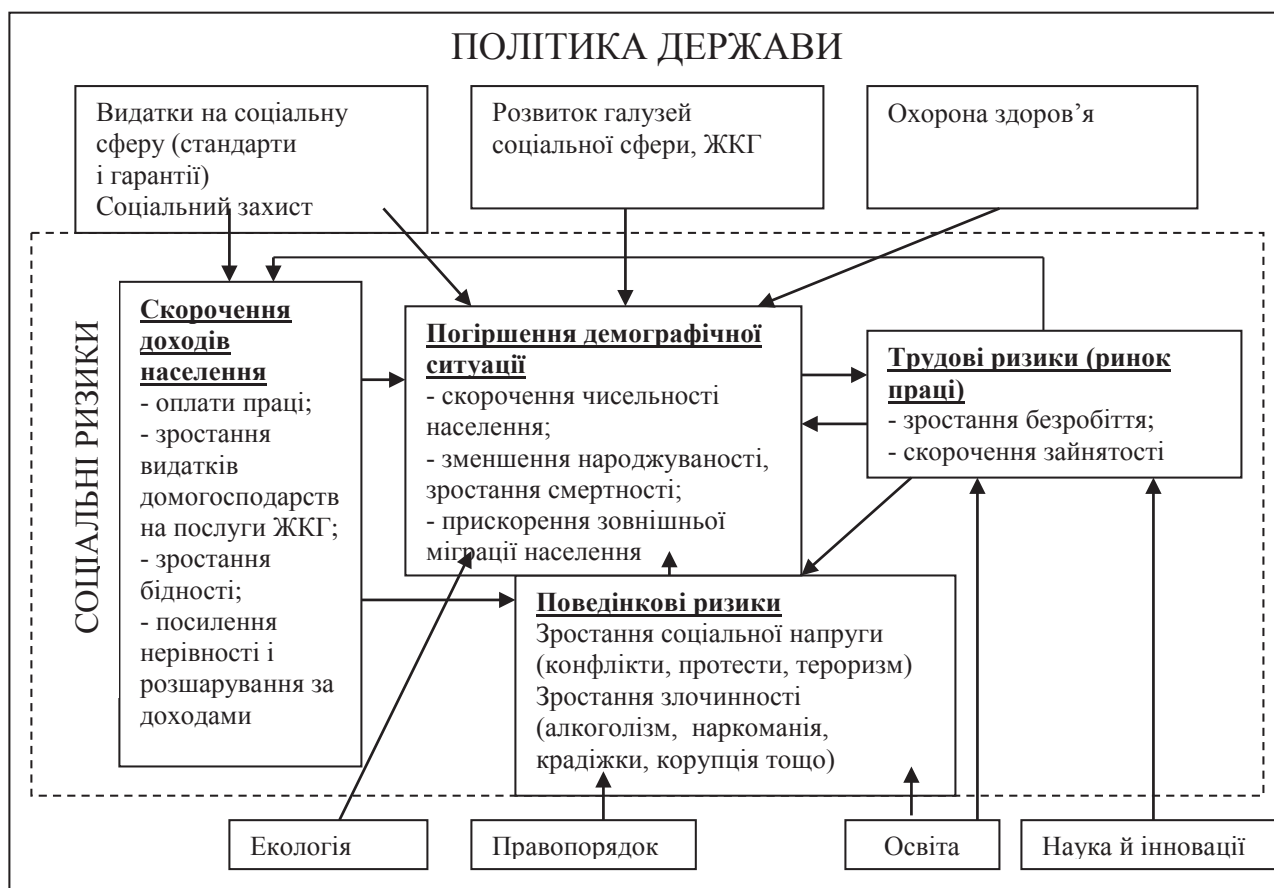 ПОЛІТИКА ДЕРЖАВИ
Видатки на соціальну
сферу (стандарти
і гарантії)
Соціальний захист
Розвиток галузей
соціальної сфери, ЖКГ
Охорона здоров’я
СОЦІАЛЬНІ РИЗИКИ
Скорочення
доходів
населення
- оплати праці;
- зростання
видатків
домогосподарств
на послуги ЖКГ;
- зростання
бідності;
- посилення
нерівності і
розшарування за
доходами
Погіршення демографічної
ситуації
- скорочення чисельності
населення;
- зменшення народжуваності,
зростання смертності;
- прискорення зовнішньої
міграції населення
Трудові ризики (ринок
праці)
- зростання безробіття;
- скорочення зайнятості
Поведінкові ризики
Зростання соціальної напруги
(конфлікти, протести, тероризм)
Зростання злочинності
(алкоголізм, наркоманія,
крадіжки, корупція тощо)
Екологія
Правопорядок
Освіта
Наука й інновації